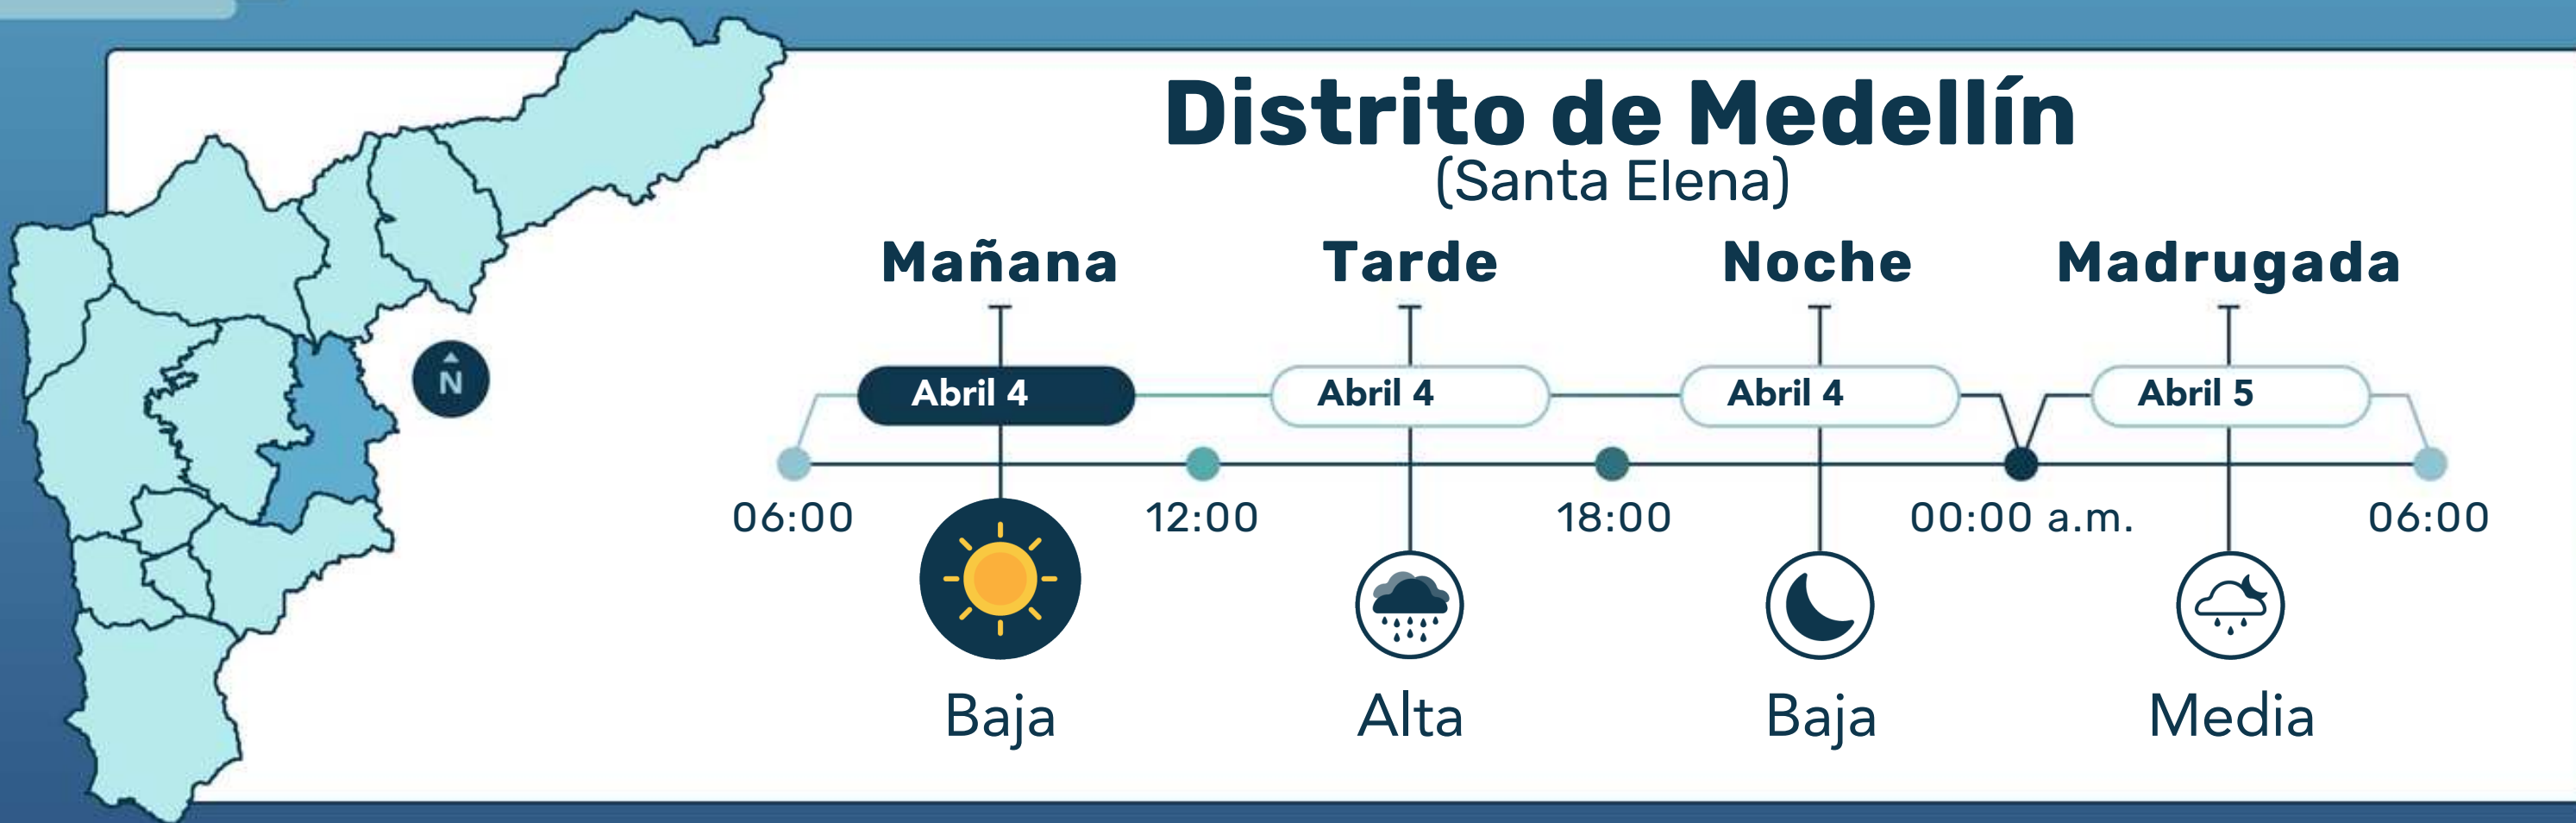 Distrito de Medellín
(Santa Elena)
Mañana Tarde Noche Madrugada
Abril 4 Abril 4 Abril 4 Abril 5
N
06:00 12:00 18:00 00:00 a.m. 06:00
Baja Alta Baja Media